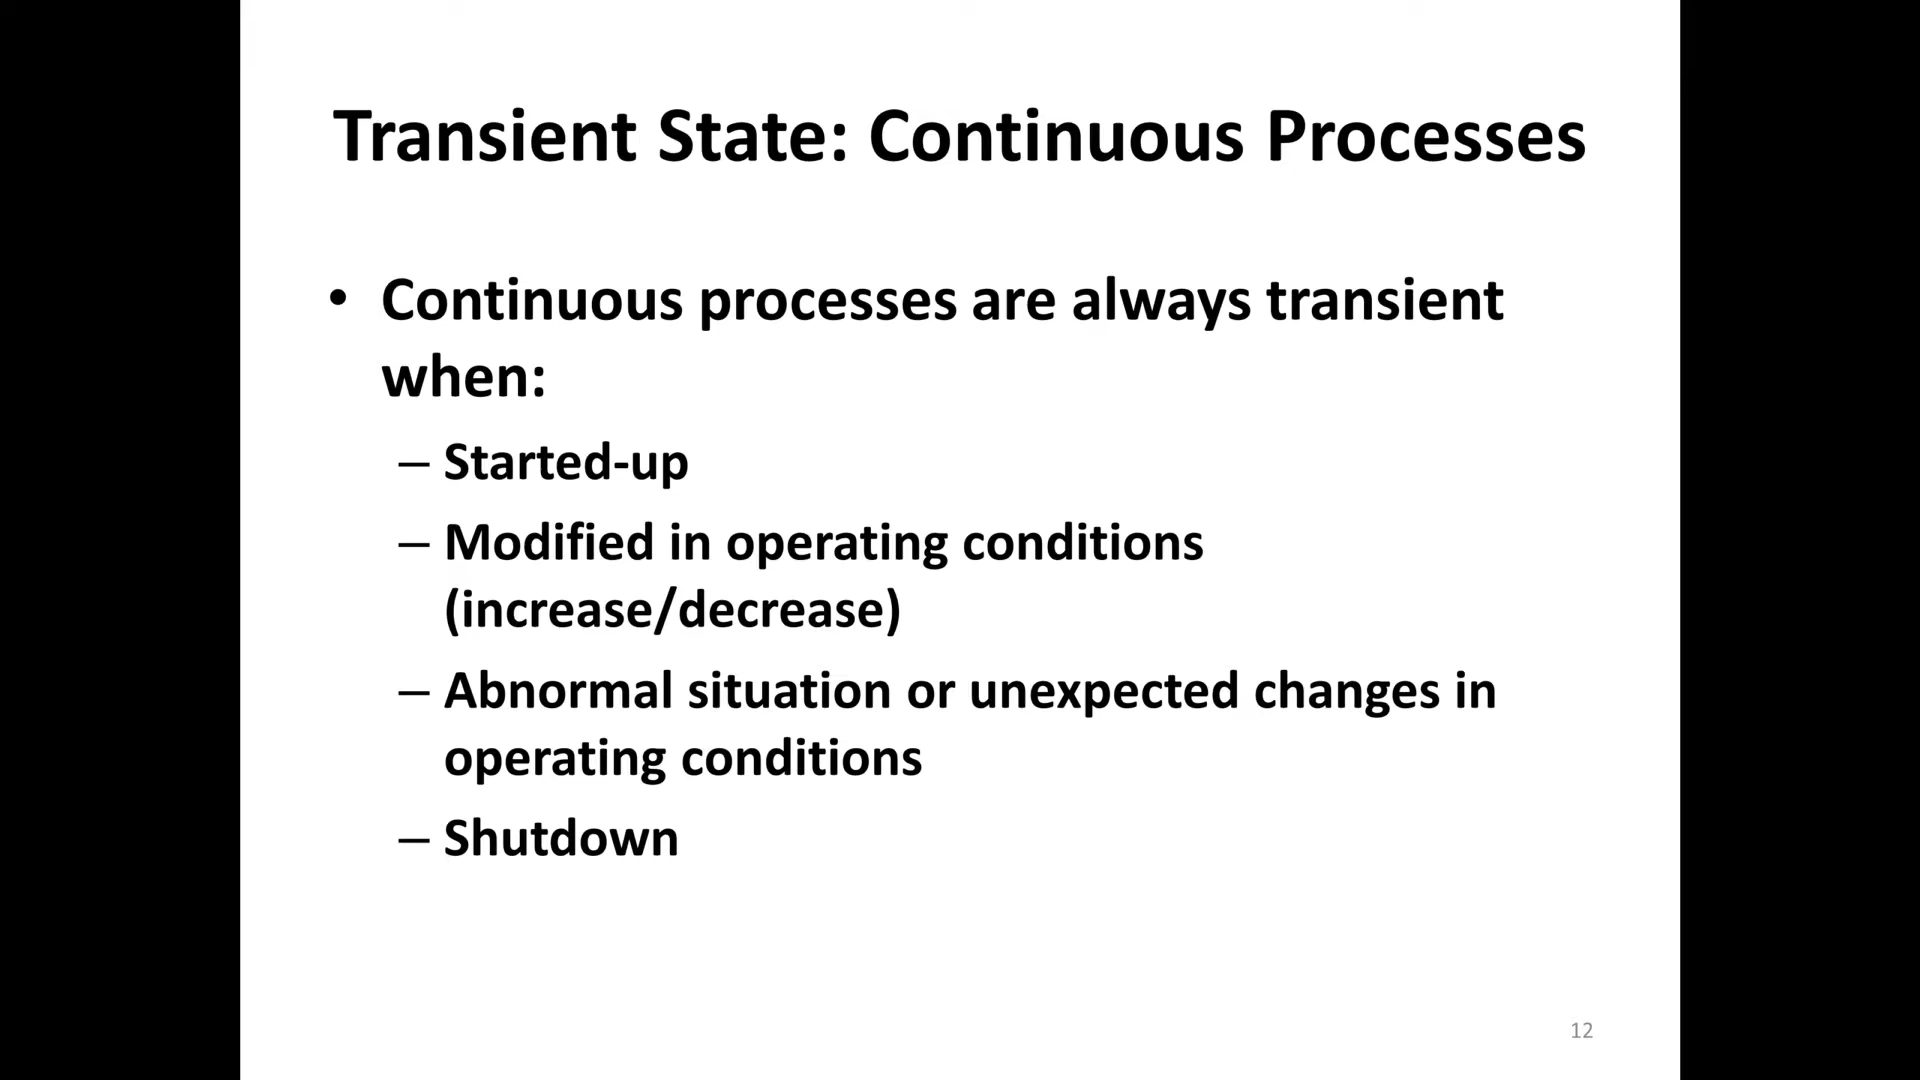 Transient State: Continuous Processes
• Continuous processes are always transient
when:
– Started-up
– Modified in operating conditions
(increase/decrease)
– Abnormal situation or unexpected changes in
operating conditions
– Shutdown
12